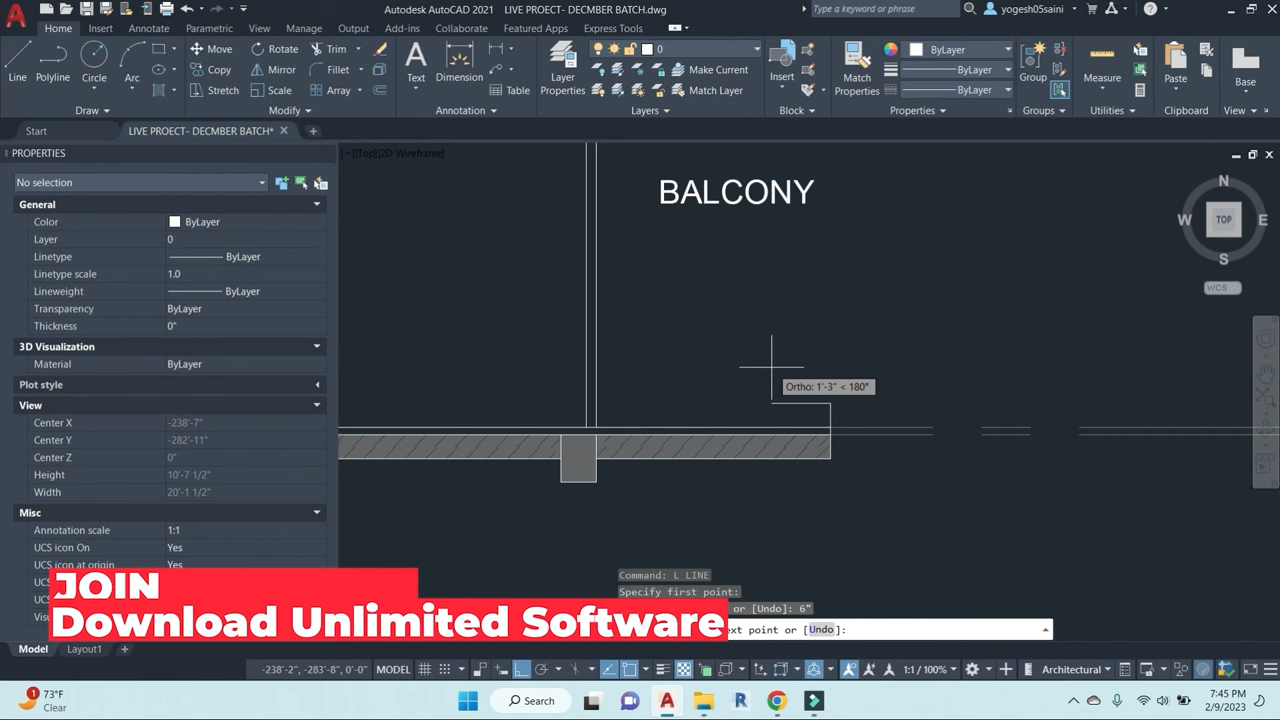 Autodesk AutoCAD 2021 LIVE PROECT- DECMBER BATCH.dwg
Type a keyword or phrase
yogesh05saini
Home Insert Annotate Parametric View Manage Output Add-ins Collaborate Featured Apps Express Tools
Line Polyline Circle Arc
Move Rotate Trim
Copy Mirror Fillet
Stretch Scale Array
Text Dimension Table
Layer Properties
0
Make Current
Match Layer
Insert
Match Properties
ByLayer
ByLayer
ByLayer
Group Measure Paste Base
Draw Modify Annotation Layers Block Properties Groups Utilities Clipboard View
Start LIVE PROECT- DECMBER BATCH*
PROPERTIES
[−][Top][2D Wireframe]
No selection
General
Color ByLayer
Layer 0
Linetype ByLayer
Linetype scale 1.0
Lineweight ByLayer
Transparency ByLayer
Thickness 0"
3D Visualization
Material ByLayer
Plot style
View
Center X -238'-7"
Center Y -282'-11"
Center Z 0"
Height 10'-7 1/2"
Width 20'-1 1/2"
Misc
Annotation scale 1:1
UCS icon On Yes
UCS icon at origin Yes
BALCONY
N
W TOP E
S
WCS
Ortho: 1'-3" < 180°
JOIN
Download Unlimited Software
Command: L LINE
Specify first point:
or [Undo]: 6"
ext point or [Undo]:
Model Layout1
-238'-2", -283'-8", 0'-0" MODEL
1:1 / 100%
Architectural
73°F
Clear
1
Search
7:45 PM
2/9/2023